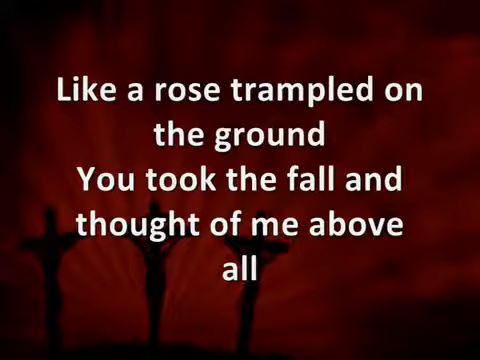 Like a rose trampled on
the ground
You took the fall and
thought of me above
all